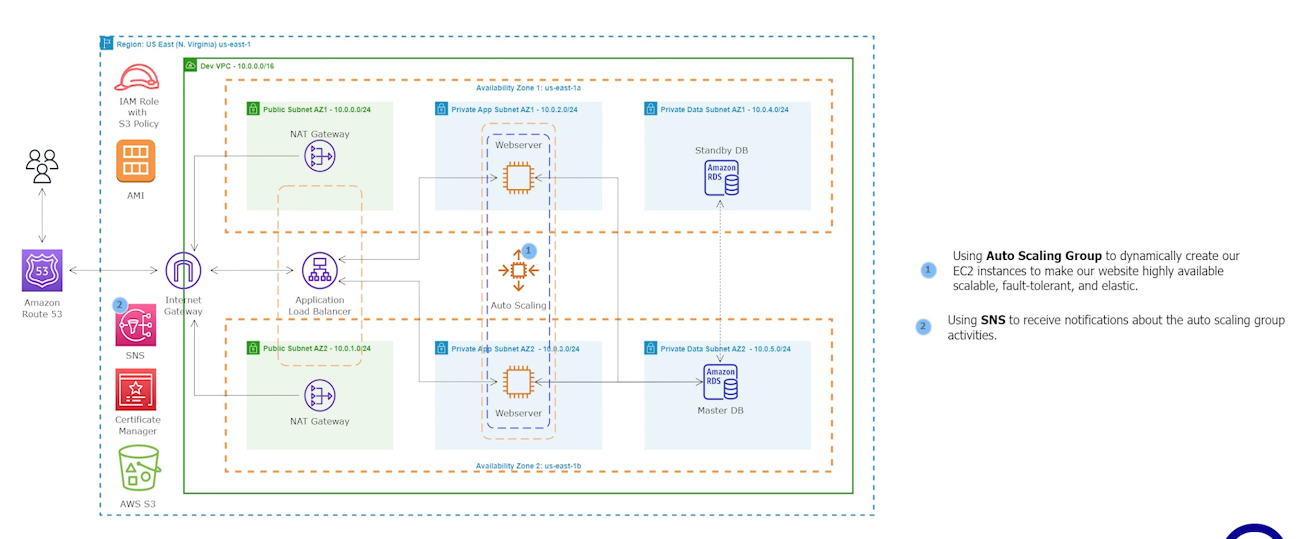 Region: US East (N. Virginia) us-east-1
Dev VPC - 10.0.0.0/16
Availability Zone 1: us-east-1a
IAM Role
with
S3 Policy
AMI
Public Subnet AZ1 - 10.0.0.0/24
NAT Gateway
Private App Subnet AZ1 - 10.0.2.0/24
Webserver
Private Data Subnet AZ1 - 10.0.4.0/24
Standby DB
Amazon
RDS
53
Amazon
Route 53
Internet
Gateway
Application
Load Balancer
1
Auto Scaling
2
SNS
Certificate
Manager
AWS S3
Public Subnet AZ2 - 10.0.1.0/24
NAT Gateway
Private App Subnet AZ2 - 10.0.3.0/24
Webserver
Private Data Subnet AZ2 - 10.0.5.0/24
Amazon
RDS
Master DB
Availability Zone 2: us-east-1b
1
Using Auto Scaling Group to dynamically create our
EC2 instances to make our website highly available
scalable, fault-tolerant, and elastic.
2
Using SNS to receive notifications about the auto scaling group
activities.